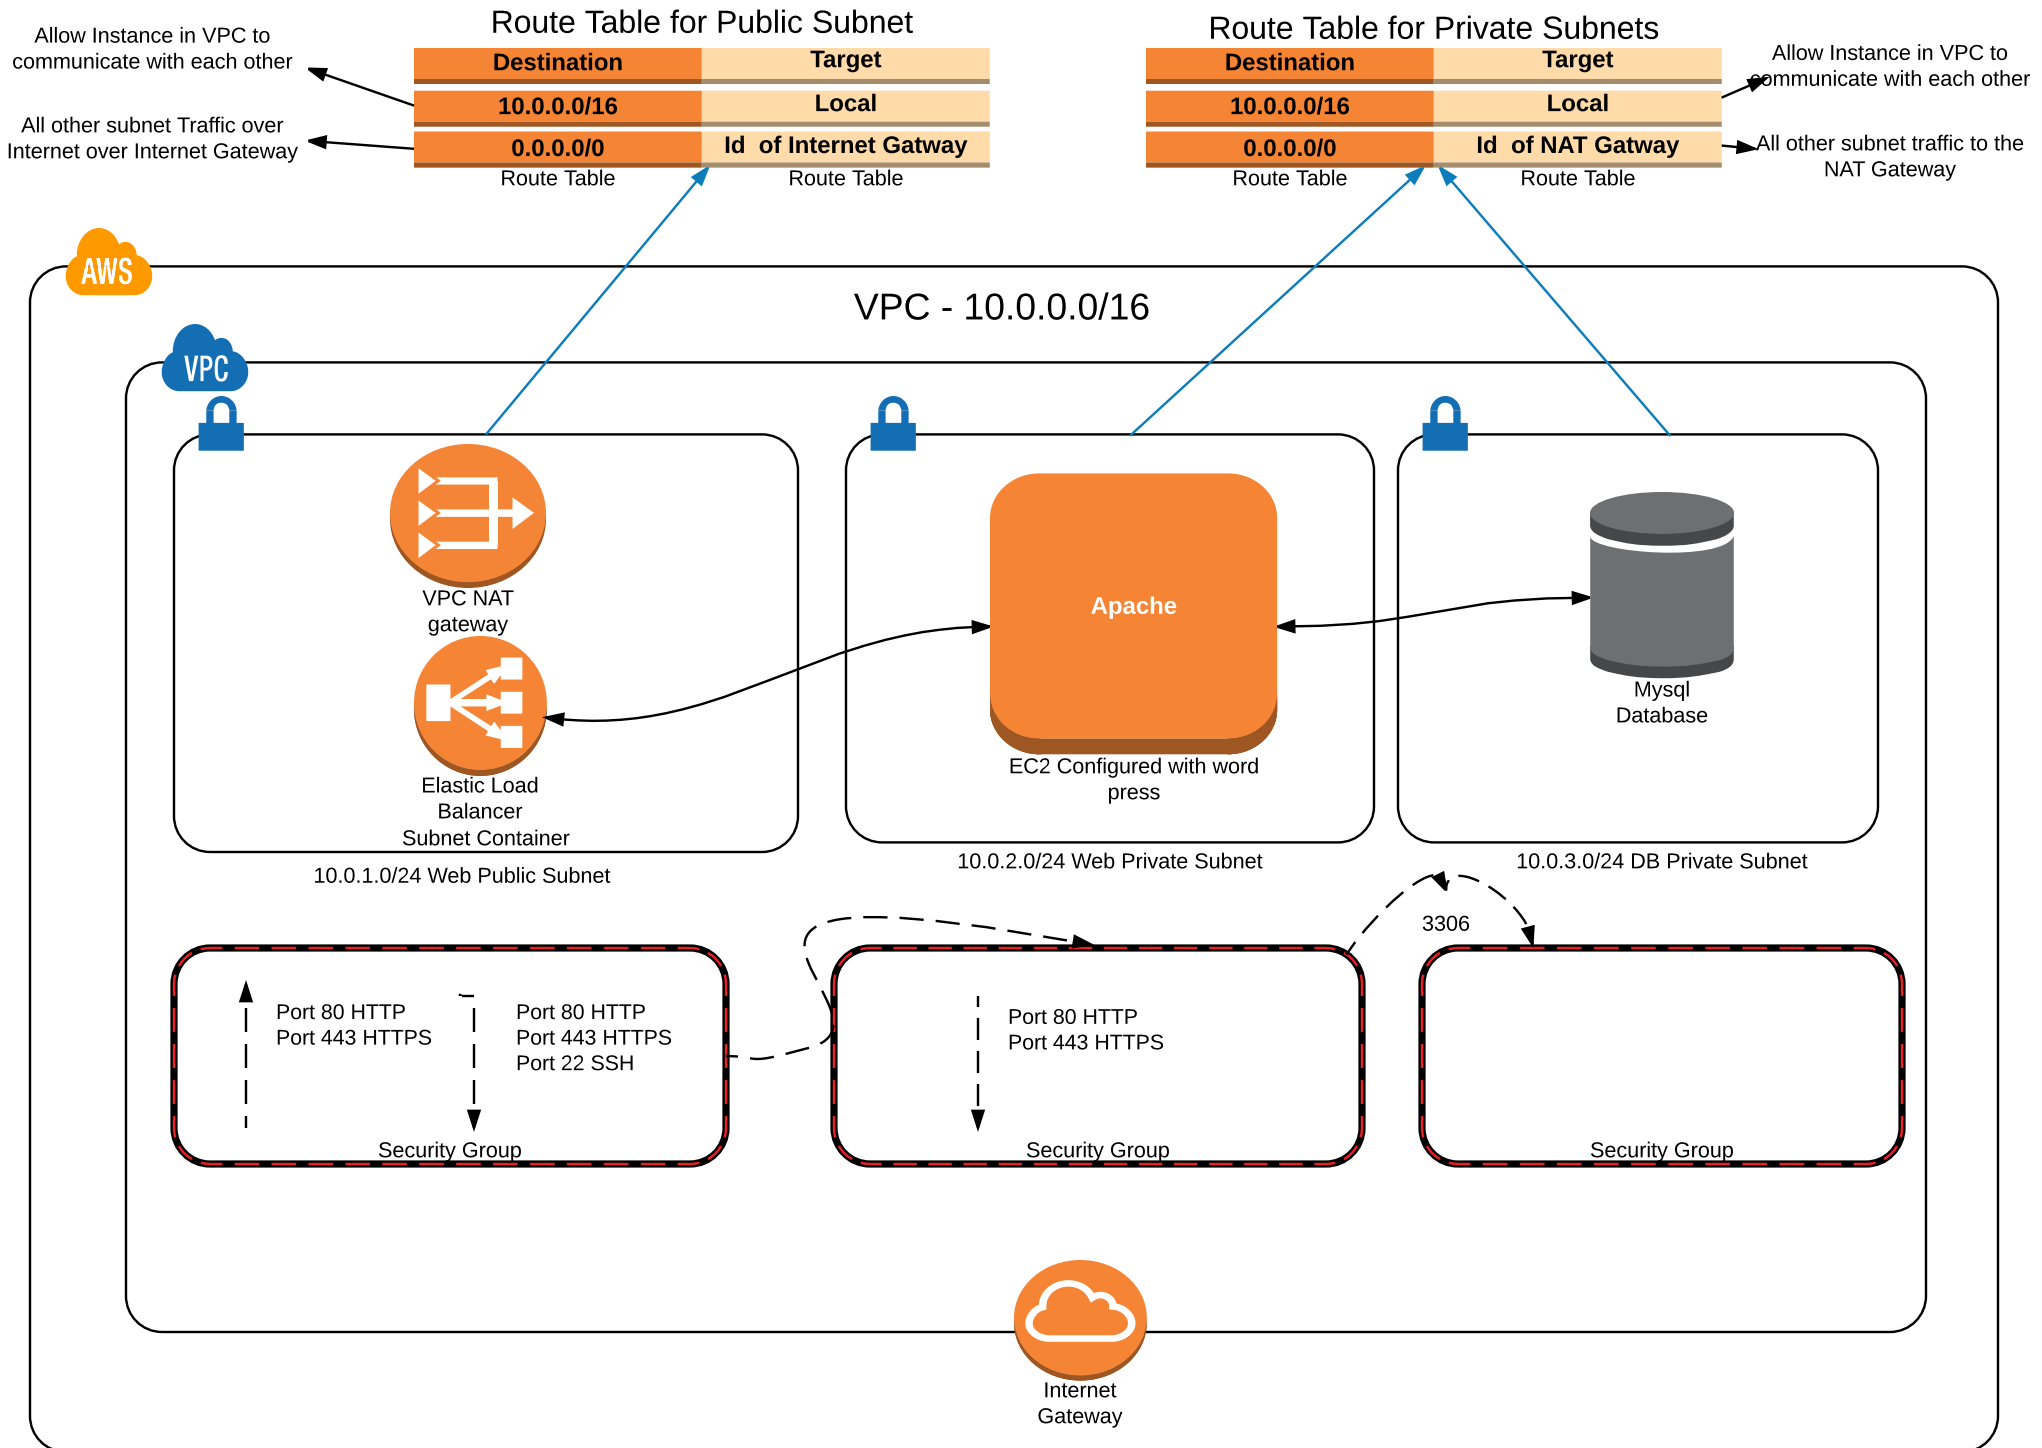 Route Table for Public Subnet
Route Table for Private Subnets
Allow Instance in VPC to
communicate with each other
Destination
Target
10.0.0.0/16
Local
0.0.0.0/0
Id  of Internet Gatway
Route Table
Route Table
All other subnet Traffic over
Internet over Internet Gateway
Destination
Target
10.0.0.0/16
Local
0.0.0.0/0
Id  of NAT Gatway
Route Table
Route Table
Allow Instance in VPC to
communicate with each other
All other subnet traffic to the
NAT Gateway
AWS
VPC - 10.0.0.0/16
VPC
VPC NAT
gateway
Elastic Load
Balancer
Subnet Container
10.0.1.0/24 Web Public Subnet
Apache
EC2 Configured with word
press
10.0.2.0/24 Web Private Subnet
Mysql
Database
10.0.3.0/24 DB Private Subnet
3306
Port 80 HTTP
Port 443 HTTPS
Port 80 HTTP
Port 443 HTTPS
Port 22 SSH
Security Group
Port 80 HTTP
Port 443 HTTPS
Security Group
Security Group
Internet
Gateway